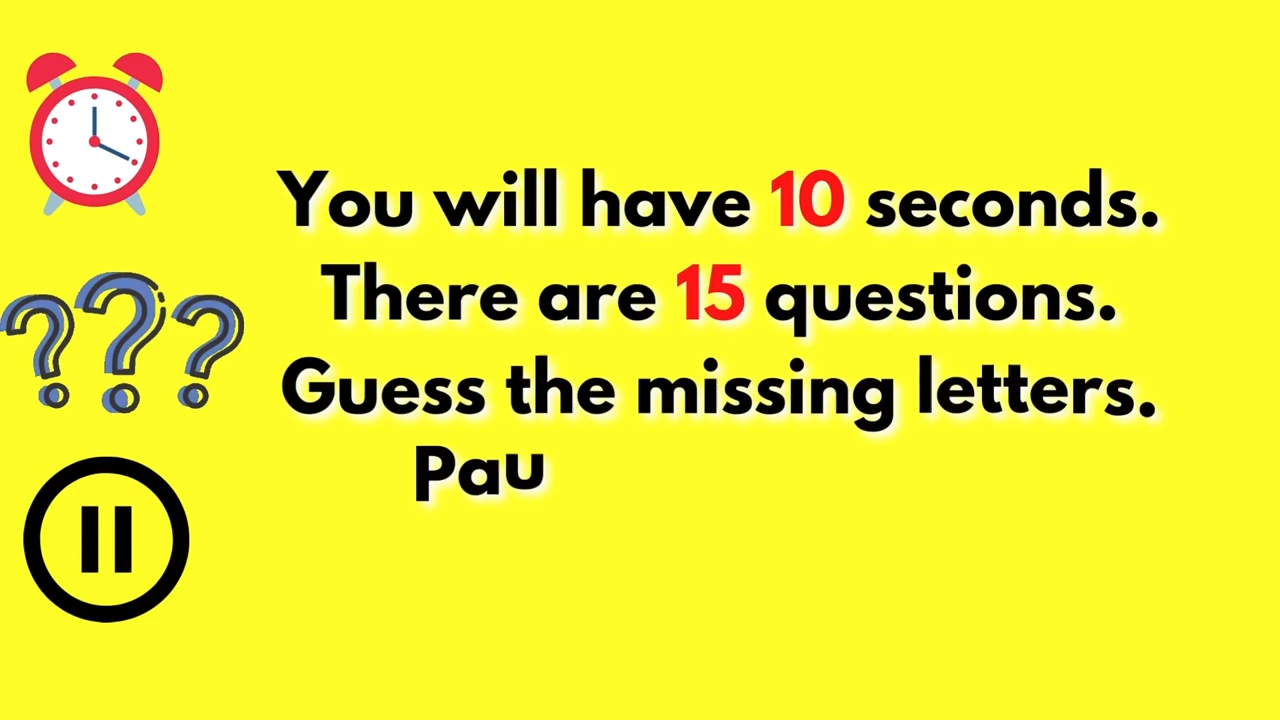 You will have 10 seconds.
There are 15 questions.
Guess the missing letters.
Pau